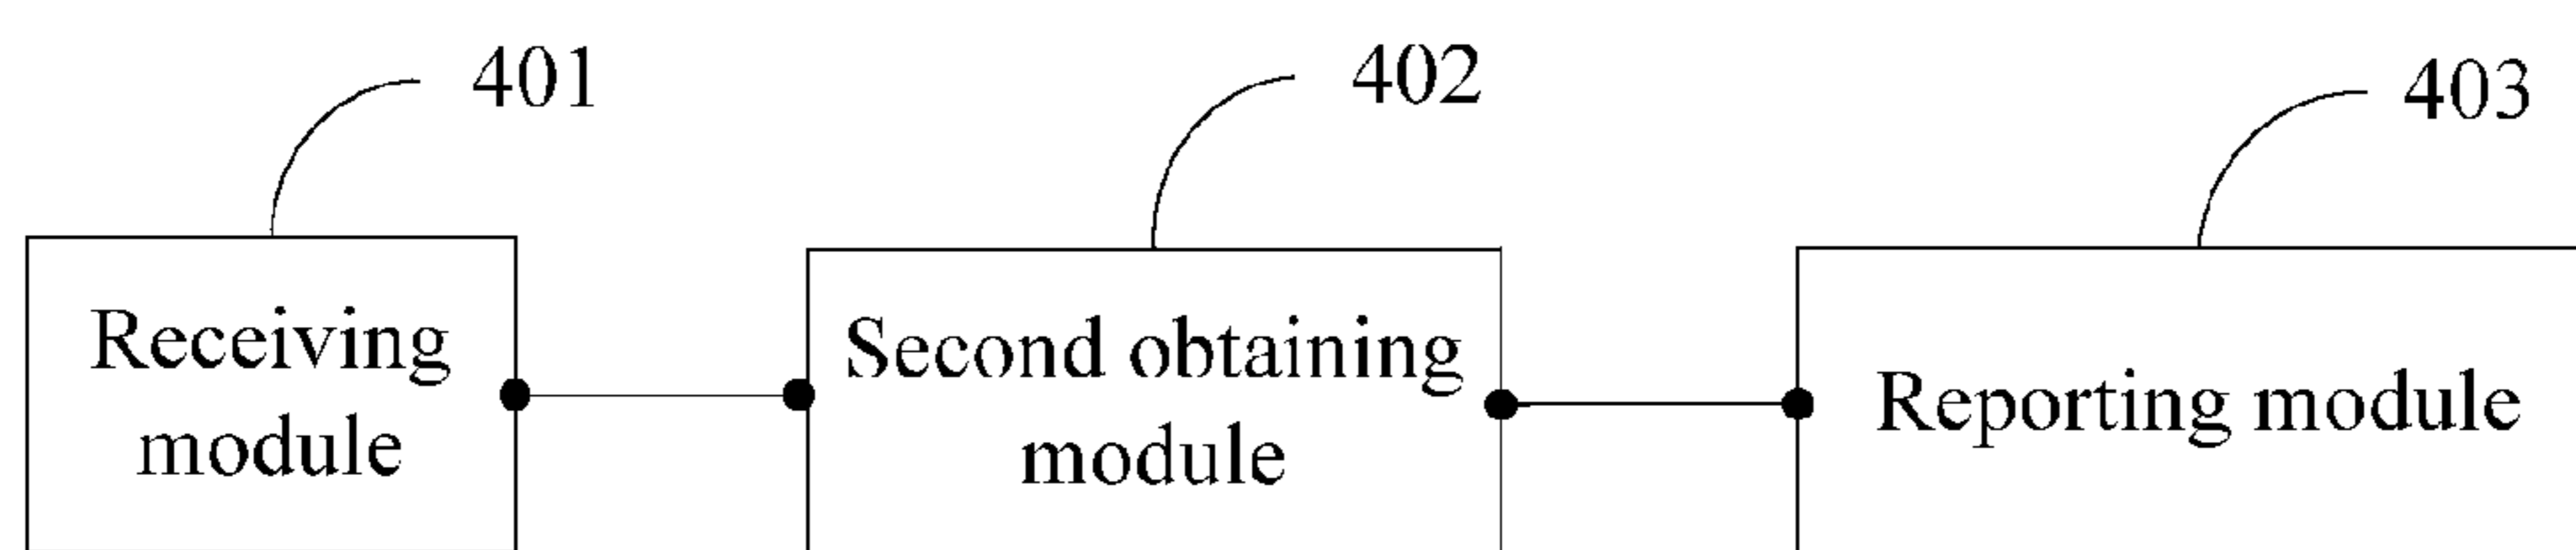 401
402
403
Receiving
module
Second obtaining
module
Reporting module